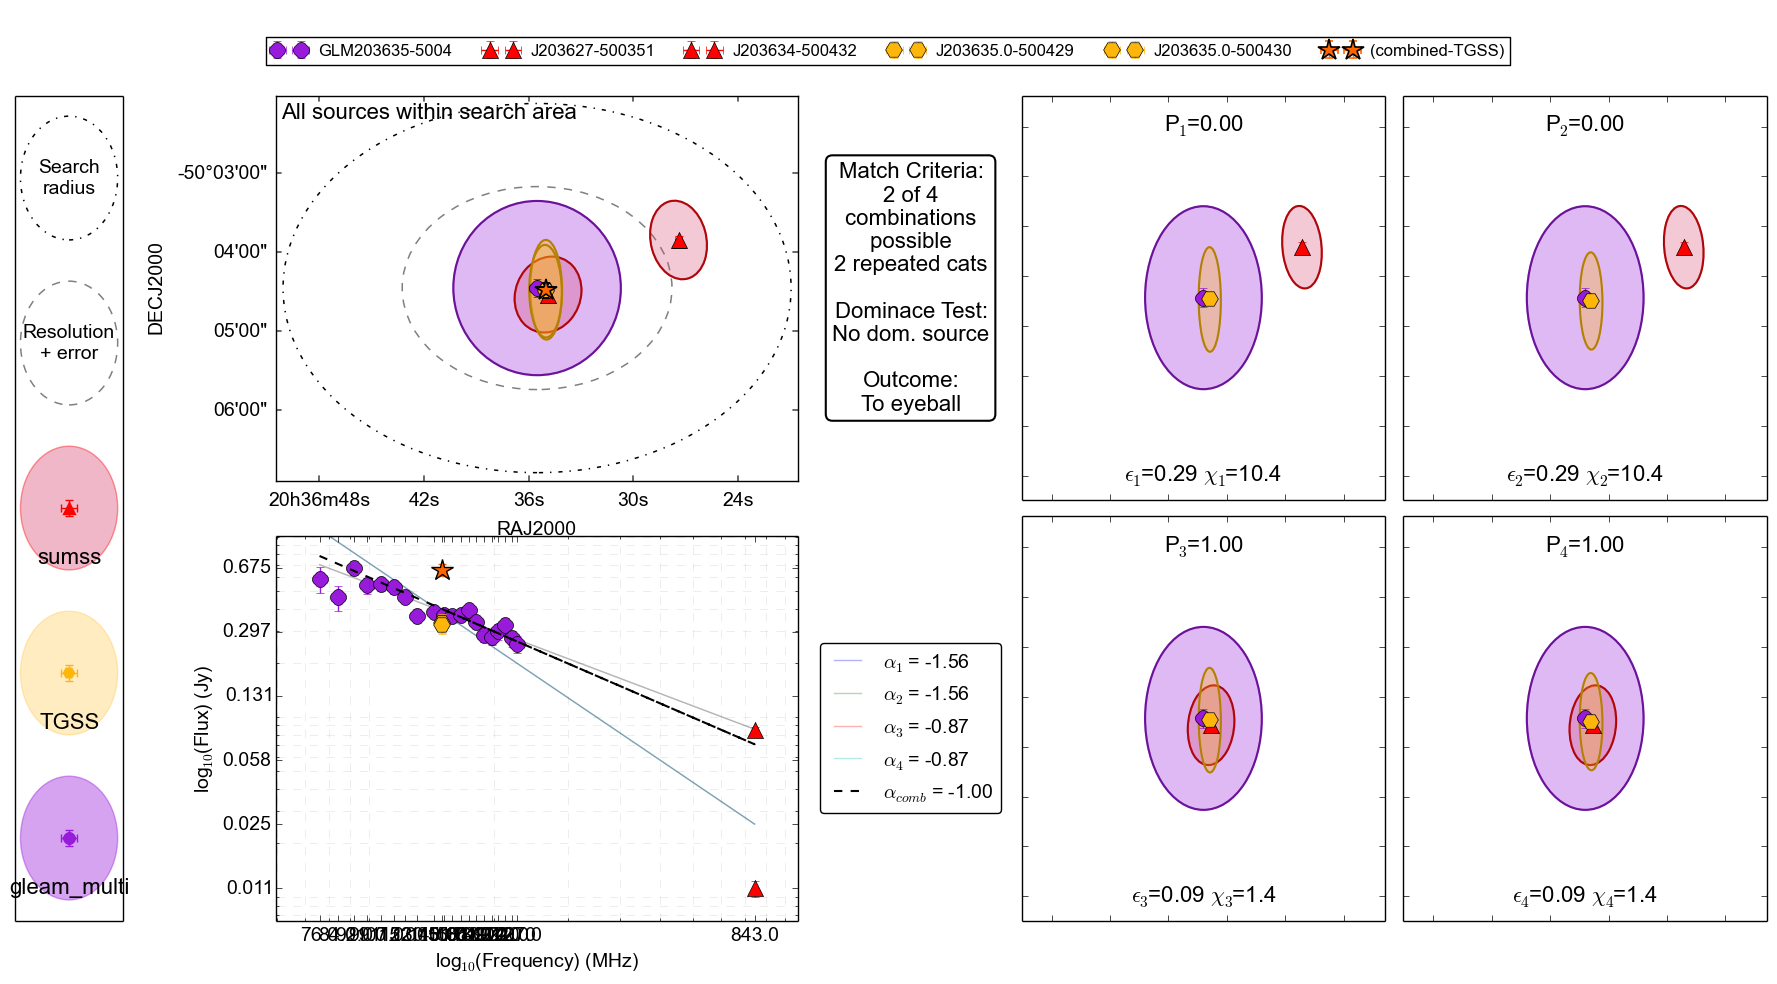 GLM203635-5004 J203627-500351 J203634-500432 J203635.0-500429 J203635.0-500430 (combined-TGSS)
Search
radius
Resolution
+ error
sumss
TGSS
gleam_multi
All sources within search area
DECJ2000
-50°03'00"
04'00"
05'00"
06'00"
20h36m48s 42s 36s 30s 24s
RAJ2000
Match Criteria:
2 of 4
combinations
possible
2 repeated cats
Dominace Test:
No dom. source
Outcome:
To eyeball
P1=0.00
ϵ1=0.29 χ1=10.4
P2=0.00
ϵ2=0.29 χ2=10.4
log10(Flux) (Jy)
0.675
0.297
0.131
0.058
0.025
0.011
843.0
log10(Frequency) (MHz)
α1 = -1.56
α2 = -1.56
α3 = -0.87
α4 = -0.87
αcomb = -1.00
P3=1.00
ϵ3=0.09 χ3=1.4
P4=1.00
ϵ4=0.09 χ4=1.4